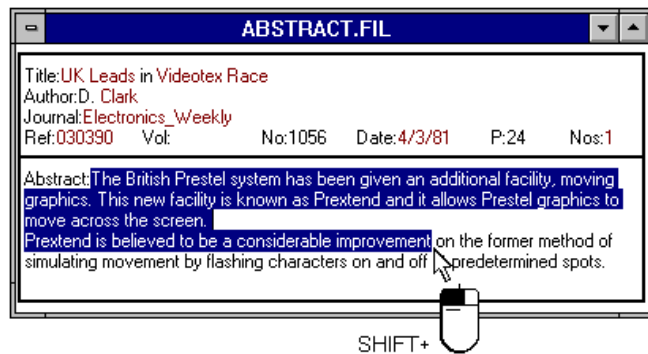 ABSTRACT.FIL
Title:UK Leads in Videotex Race
Author:D. Clark
Journal:Electronics_Weekly
Ref:030390 Vol: No:1056 Date:4/3/81 P:24 Nos:1
Abstract:The British Prestel system has been given an additional facility, moving
graphics. This new facility is known as Prextend and it allows Prestel graphics to
move across the screen.
Prextend is believed to be a considerable improvement on the former method of
simulating movement by flashing characters on and off predetermined spots.
SHIFT+